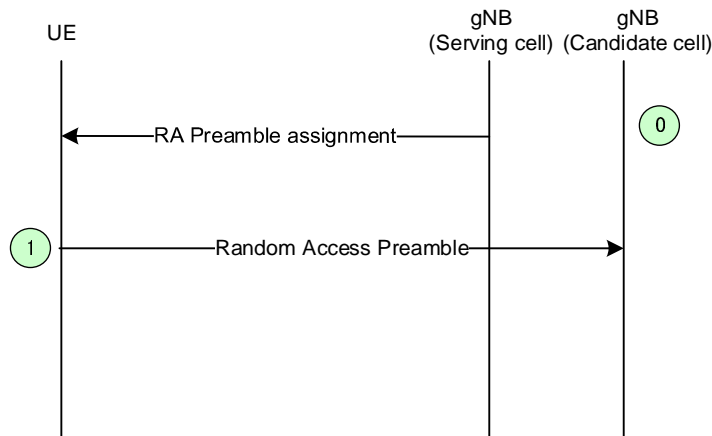 UE
gNB
(Serving cell)
gNB
(Candidate cell)
RA Preamble assignment
0
1
Random Access Preamble